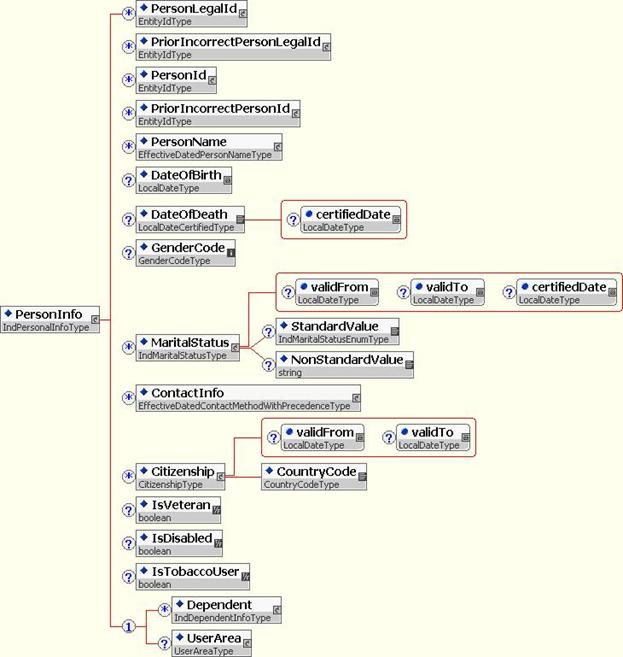 * PersonLegalId
EntityIdType
* PriorIncorrectPersonLegalId
EntityIdType
* PersonId
EntityIdType
* PriorIncorrectPersonId
EntityIdType
* PersonName
EffectiveDatedPersonNameType
? DateOfBirth
LocalDateType
? DateOfDeath
LocalDateCertifiedType
? certifiedDate
LocalDateType
? GenderCode
GenderCodeType
? validFrom
LocalDateType
? validTo
LocalDateType
? certifiedDate
LocalDateType
PersonInfo
IndPersonalInfoType
* MaritalStatus
IndMaritalStatusType
? StandardValue
IndMaritalStatusEnumType
? NonStandardValue
string
* ContactInfo
EffectiveDatedContactMethodWithPrecedenceType
? validFrom
LocalDateType
? validTo
LocalDateType
* Citizenship
CitizenshipType
CountryCode
CountryCodeType
? IsVeteran
boolean
? IsDisabled
boolean
? IsTobaccoUser
boolean
1
* Dependent
IndDependentInfoType
? UserArea
UserAreaType